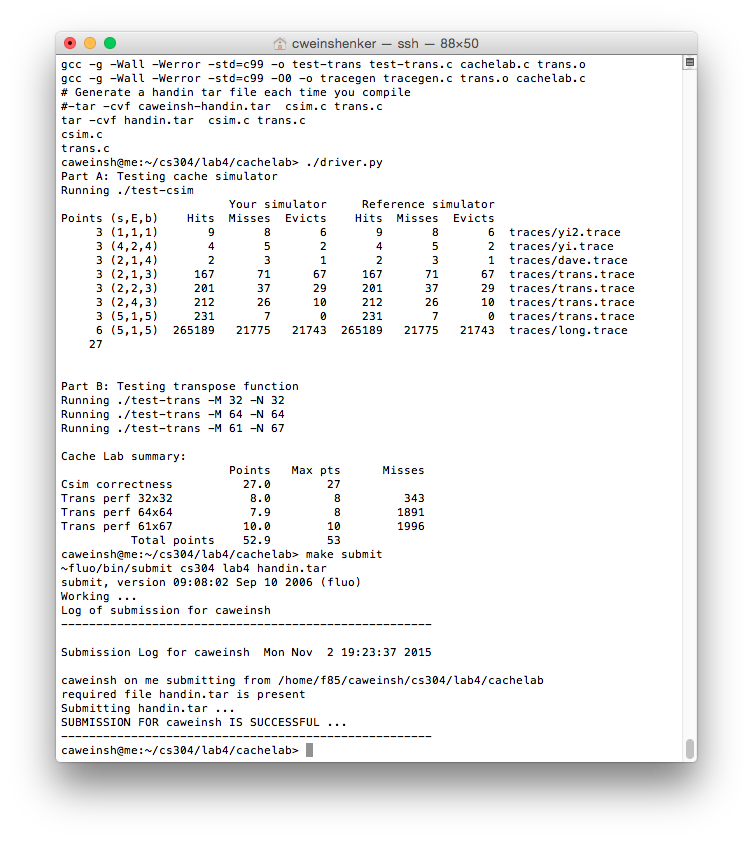 cweinshenker — ssh — 88×50
gcc -g -Wall -Werror -std=c99 -o test-trans test-trans.c cachelab.c trans.o
gcc -g -Wall -Werror -std=c99 -O0 -o tracegen tracegen.c trans.o cachelab.c
# Generate a handin tar file each time you compile
#-tar -cvf caweinsh-handin.tar  csim.c trans.c
tar -cvf handin.tar  csim.c trans.c
csim.c
trans.c
caweinsh@me:~/cs304/lab4/cachelab> ./driver.py
Part A: Testing cache simulator
Running ./test-csim
                        Your simulator     Reference simulator
Points (s,E,b)    Hits  Misses  Evicts    Hits  Misses  Evicts
     3 (1,1,1)       9       8       6       9       8       6  traces/yi2.trace
     3 (4,2,4)       4       5       2       4       5       2  traces/yi.trace
     3 (2,1,4)       2       3       1       2       3       1  traces/dave.trace
     3 (2,1,3)     167      71      67     167      71      67  traces/trans.trace
     3 (2,2,3)     201      37      29     201      37      29  traces/trans.trace
     3 (2,4,3)     212      26      10     212      26      10  traces/trans.trace
     3 (5,1,5)     231       7       0     231       7       0  traces/trans.trace
     6 (5,1,5)  265189   21775   21743  265189   21775   21743  traces/long.trace
    27
Part B: Testing transpose function
Running ./test-trans -M 32 -N 32
Running ./test-trans -M 64 -N 64
Running ./test-trans -M 61 -N 67
Cache Lab summary:
                        Points   Max pts      Misses
Csim correctness          27.0        27
Trans perf 32x32           8.0         8         343
Trans perf 64x64           7.9         8        1891
Trans perf 61x67          10.0        10        1996
          Total points    52.9        53
caweinsh@me:~/cs304/lab4/cachelab> make submit
~fluo/bin/submit cs304 lab4 handin.tar
submit, version 09:08:02 Sep 10 2006 (fluo)
Working ...
Log of submission for caweinsh
-----------------------------------------------------
Submission Log for caweinsh  Mon Nov  2 19:23:37 2015
caweinsh on me submitting from /home/f85/caweinsh/cs304/lab4/cachelab
required file handin.tar is present
Submitting handin.tar ...
SUBMISSION FOR caweinsh IS SUCCESSFUL ...
-----------------------------------------------------
caweinsh@me:~/cs304/lab4/cachelab>